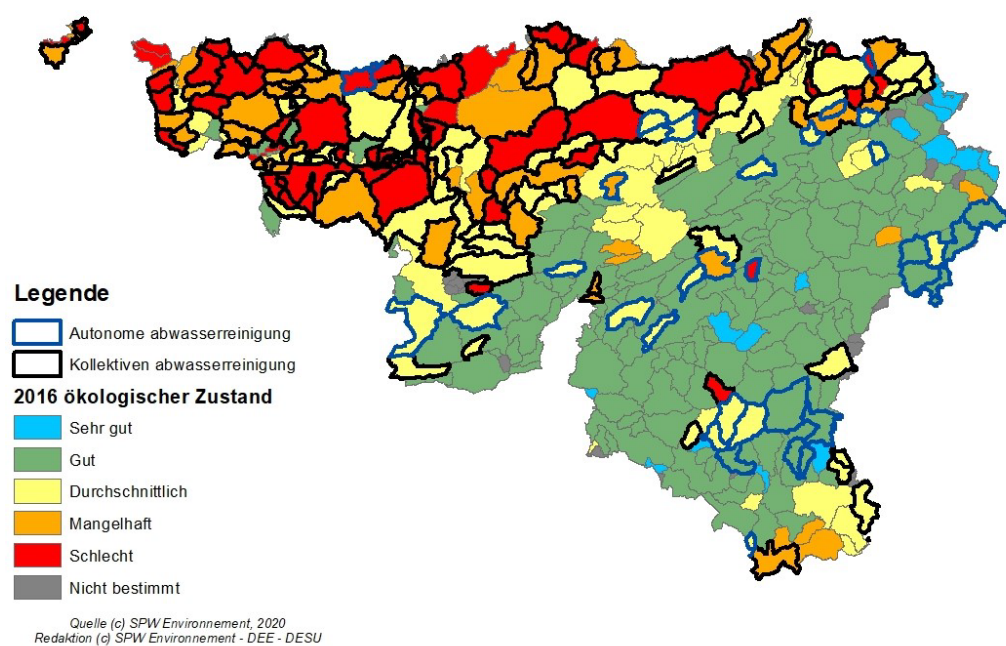 Legende
Autonome abwasserreinigung
Kollektiven abwasserreinigung
2016 ökologischer Zustand
Sehr gut
Gut
Durchschnittlich
Mangelhaft
Schlecht
Nicht bestimmt
Quelle (c) SPW Environnement, 2020
Redaktion (c) SPW Environnement - DEE - DESU